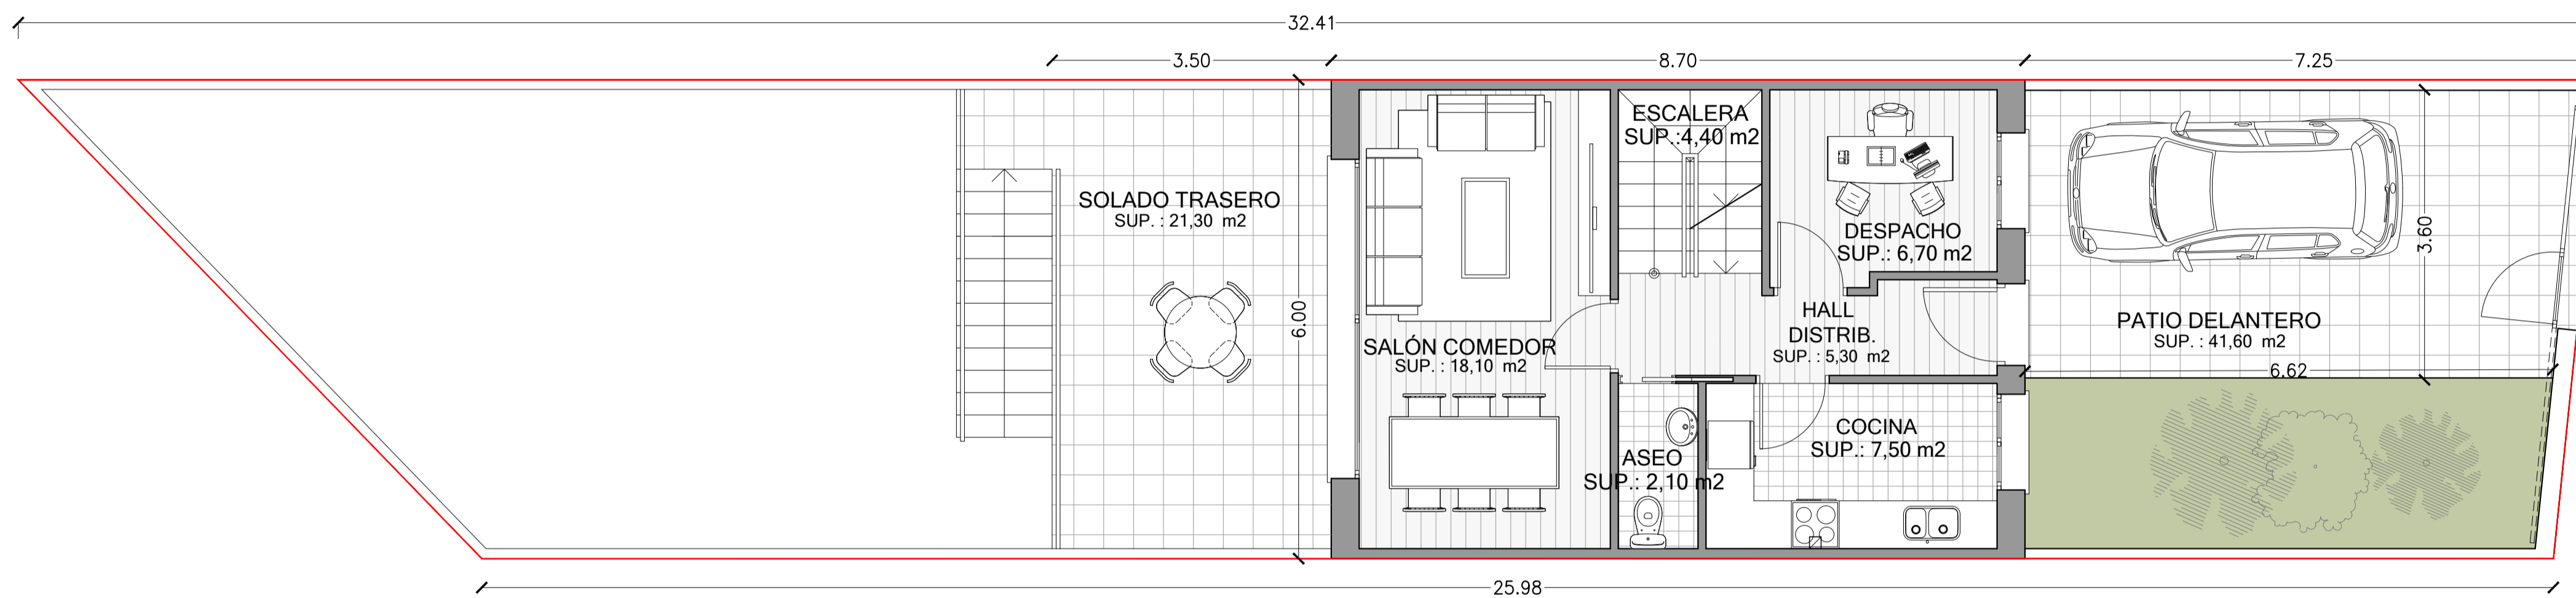 32.41
3.50
8.70
7.25
ESCALERA
SUP.:4,40 m2
SOLADO TRASERO
SUP. : 21,30 m2
DESPACHO
SUP.: 6,70 m2
3.60
6.00
HALL
DISTRIB.
SUP. : 5,30 m2
PATIO DELANTERO
SUP. : 41,60 m2
SALÓN COMEDOR
SUP. : 18,10 m2
6.62
COCINA
SUP.: 7,50 m2
ASEO
SUP.: 2,10 m2
25.98